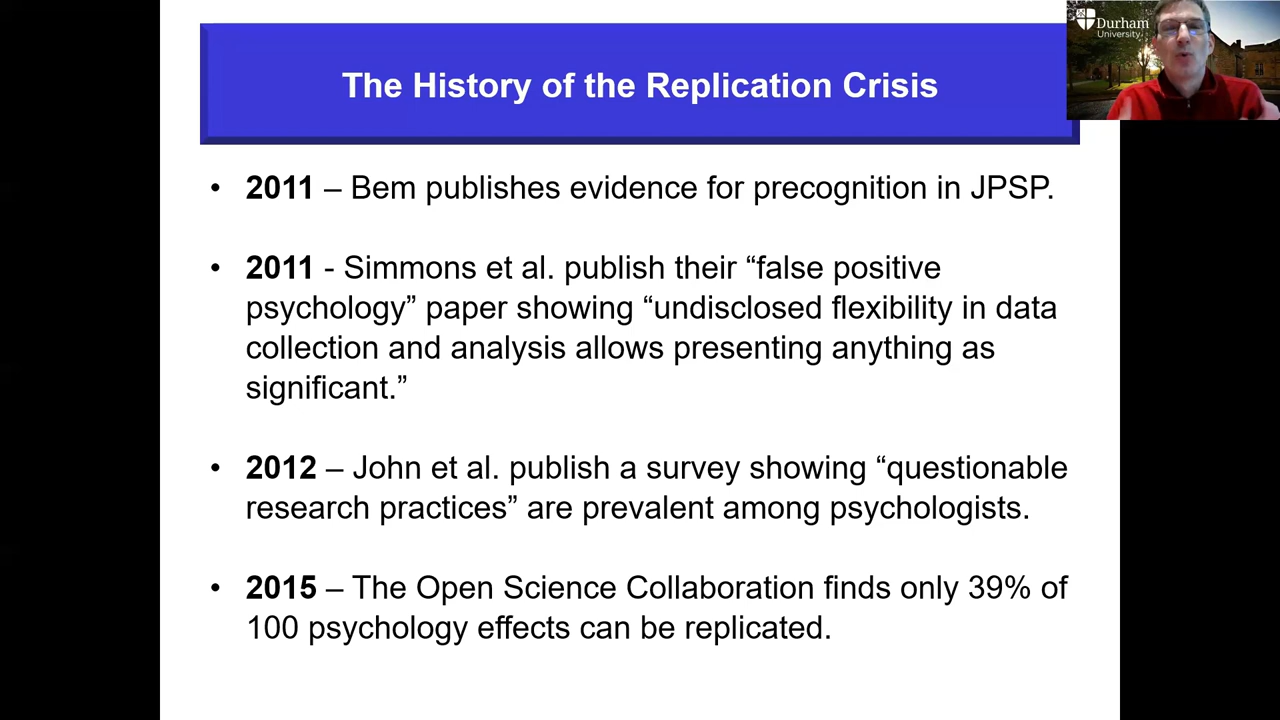 The History of the Replication Crisis
Durham
University
• 2011 – Bem publishes evidence for precognition in JPSP.
• 2011 - Simmons et al. publish their “false positive
psychology” paper showing “undisclosed flexibility in data
collection and analysis allows presenting anything as
significant.”
• 2012 – John et al. publish a survey showing “questionable
research practices” are prevalent among psychologists.
• 2015 – The Open Science Collaboration finds only 39% of
100 psychology effects can be replicated.